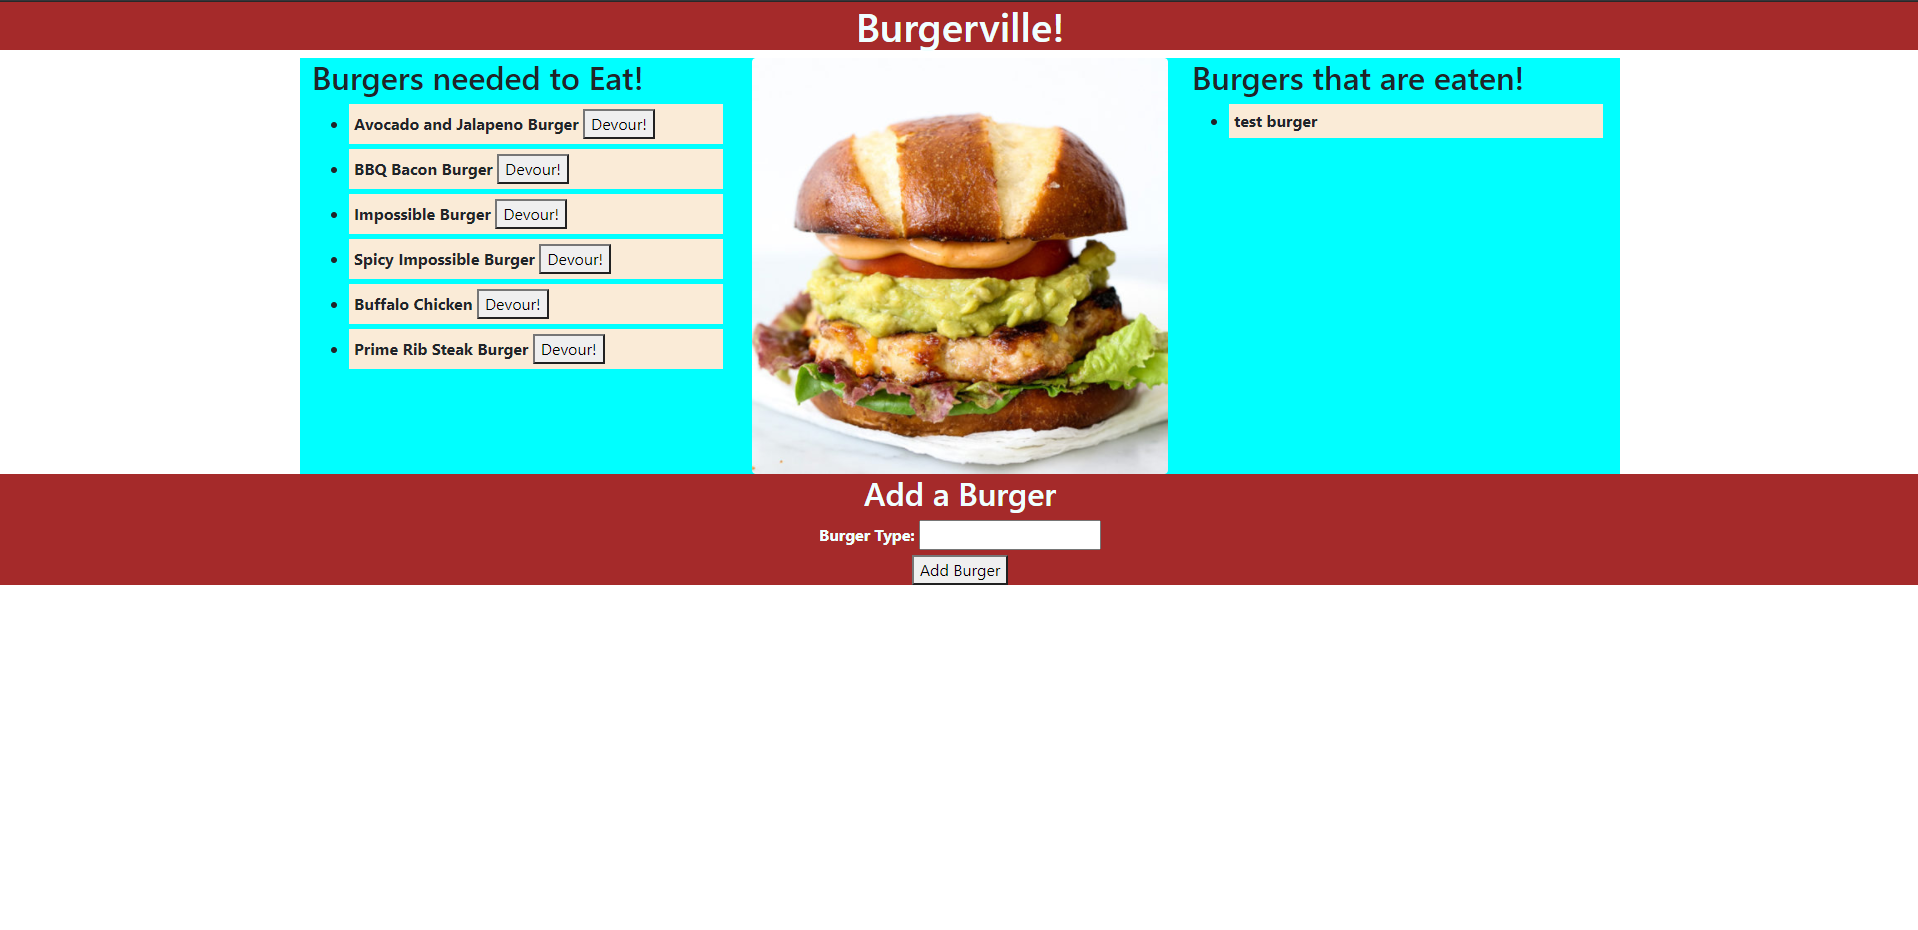 Burgerville!
Burgers needed to Eat!
Avocado and Jalapeno Burger Devour!
BBQ Bacon Burger Devour!
Impossible Burger Devour!
Spicy Impossible Burger Devour!
Buffalo Chicken Devour!
Prime Rib Steak Burger Devour!
Burgers that are eaten!
test burger
Add a Burger
Burger Type:
Add Burger